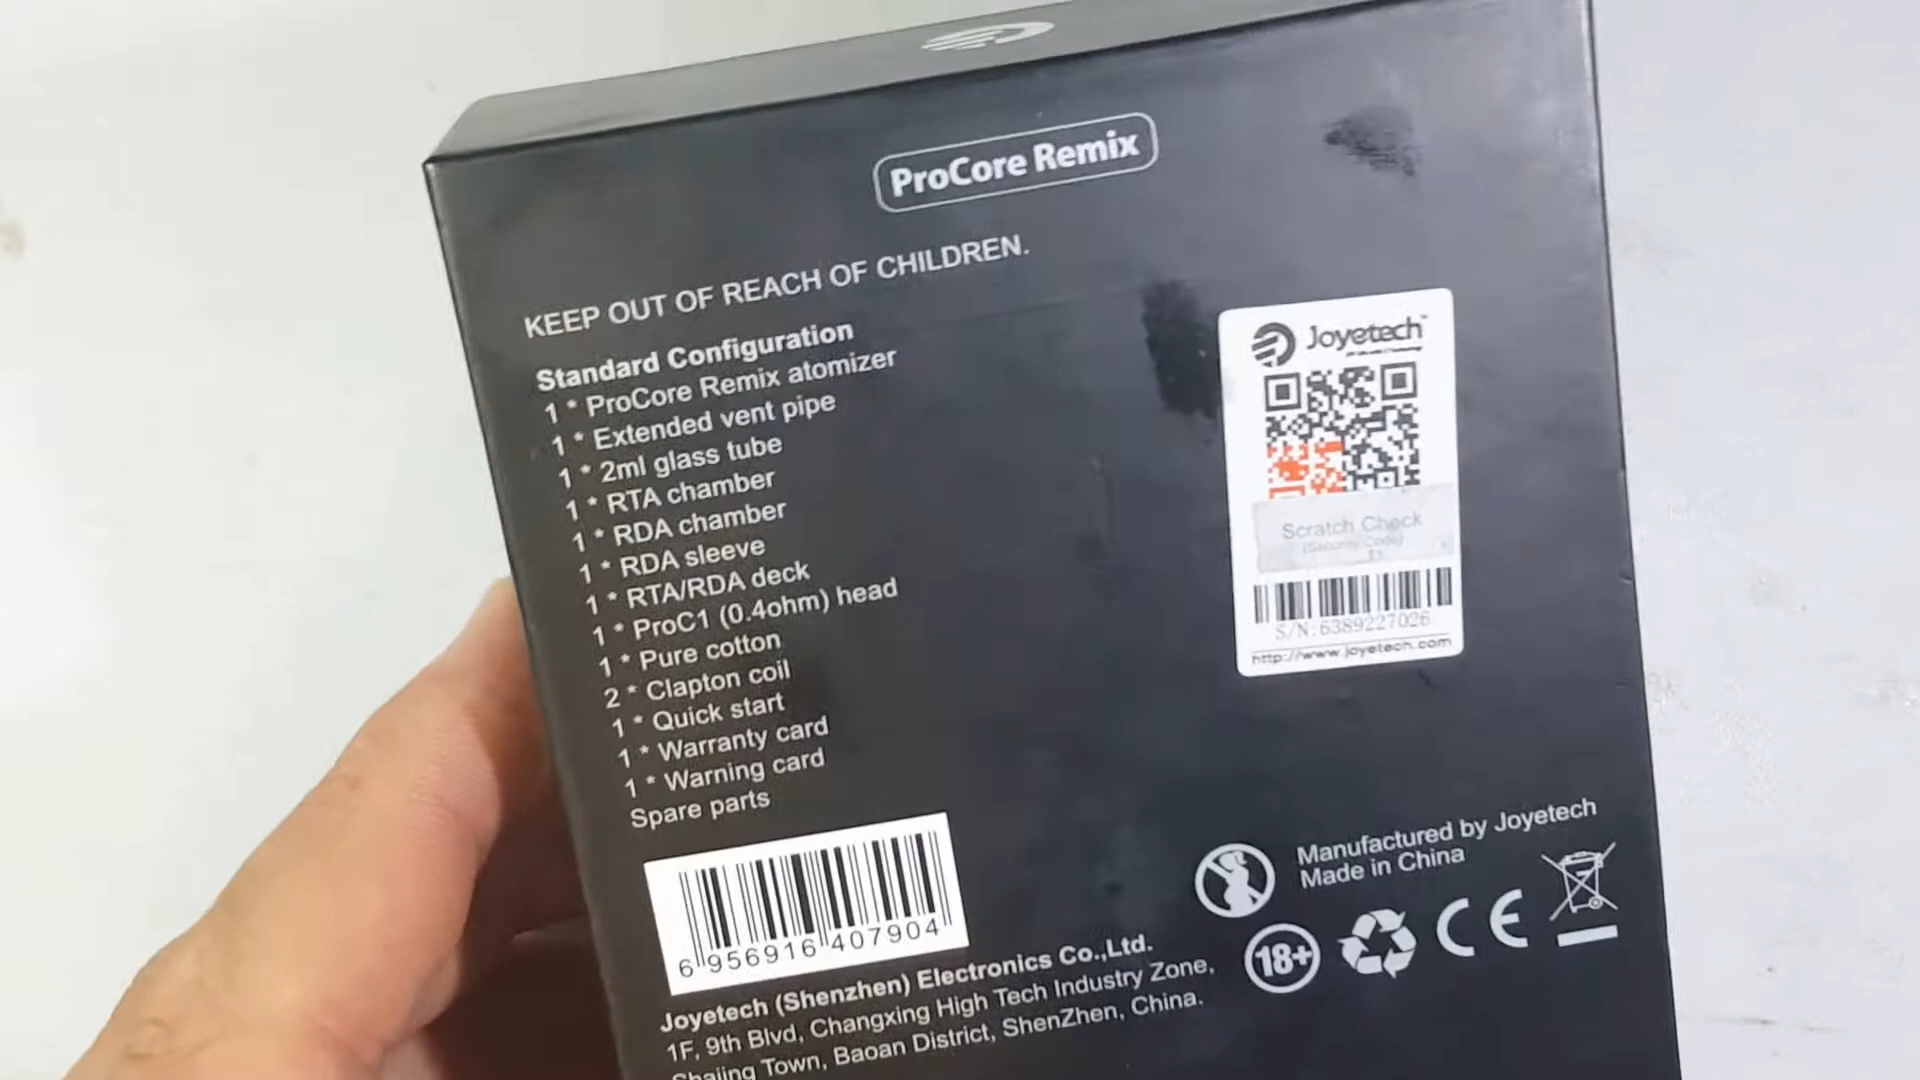 ProCore Remix
KEEP OUT OF REACH OF CHILDREN.
Standard Configuration
1 * ProCore Remix atomizer
1 * Extended vent pipe
1 * 2ml glass tube
1 * RTA chamber
1 * RDA chamber
1 * RDA sleeve
1 * RTA/RDA deck
1 * ProC1 (0.4ohm) head
1 * Pure cotton
2 * Clapton coil
1 * Quick start
1 * Warranty card
1 * Warning card
Spare parts
6 956916 407904
Joyetech (Shenzhen) Electronics Co.,Ltd.
1F, 9th Blvd, Changxing High Tech Industry Zone,
Shajing Town, Baoan District, ShenZhen, China.
Joyetech™
Scratch Check
(Security Code)
S/N:6389227026
http://www.joyetech.com
Manufactured by Joyetech
Made in China
18+
CE